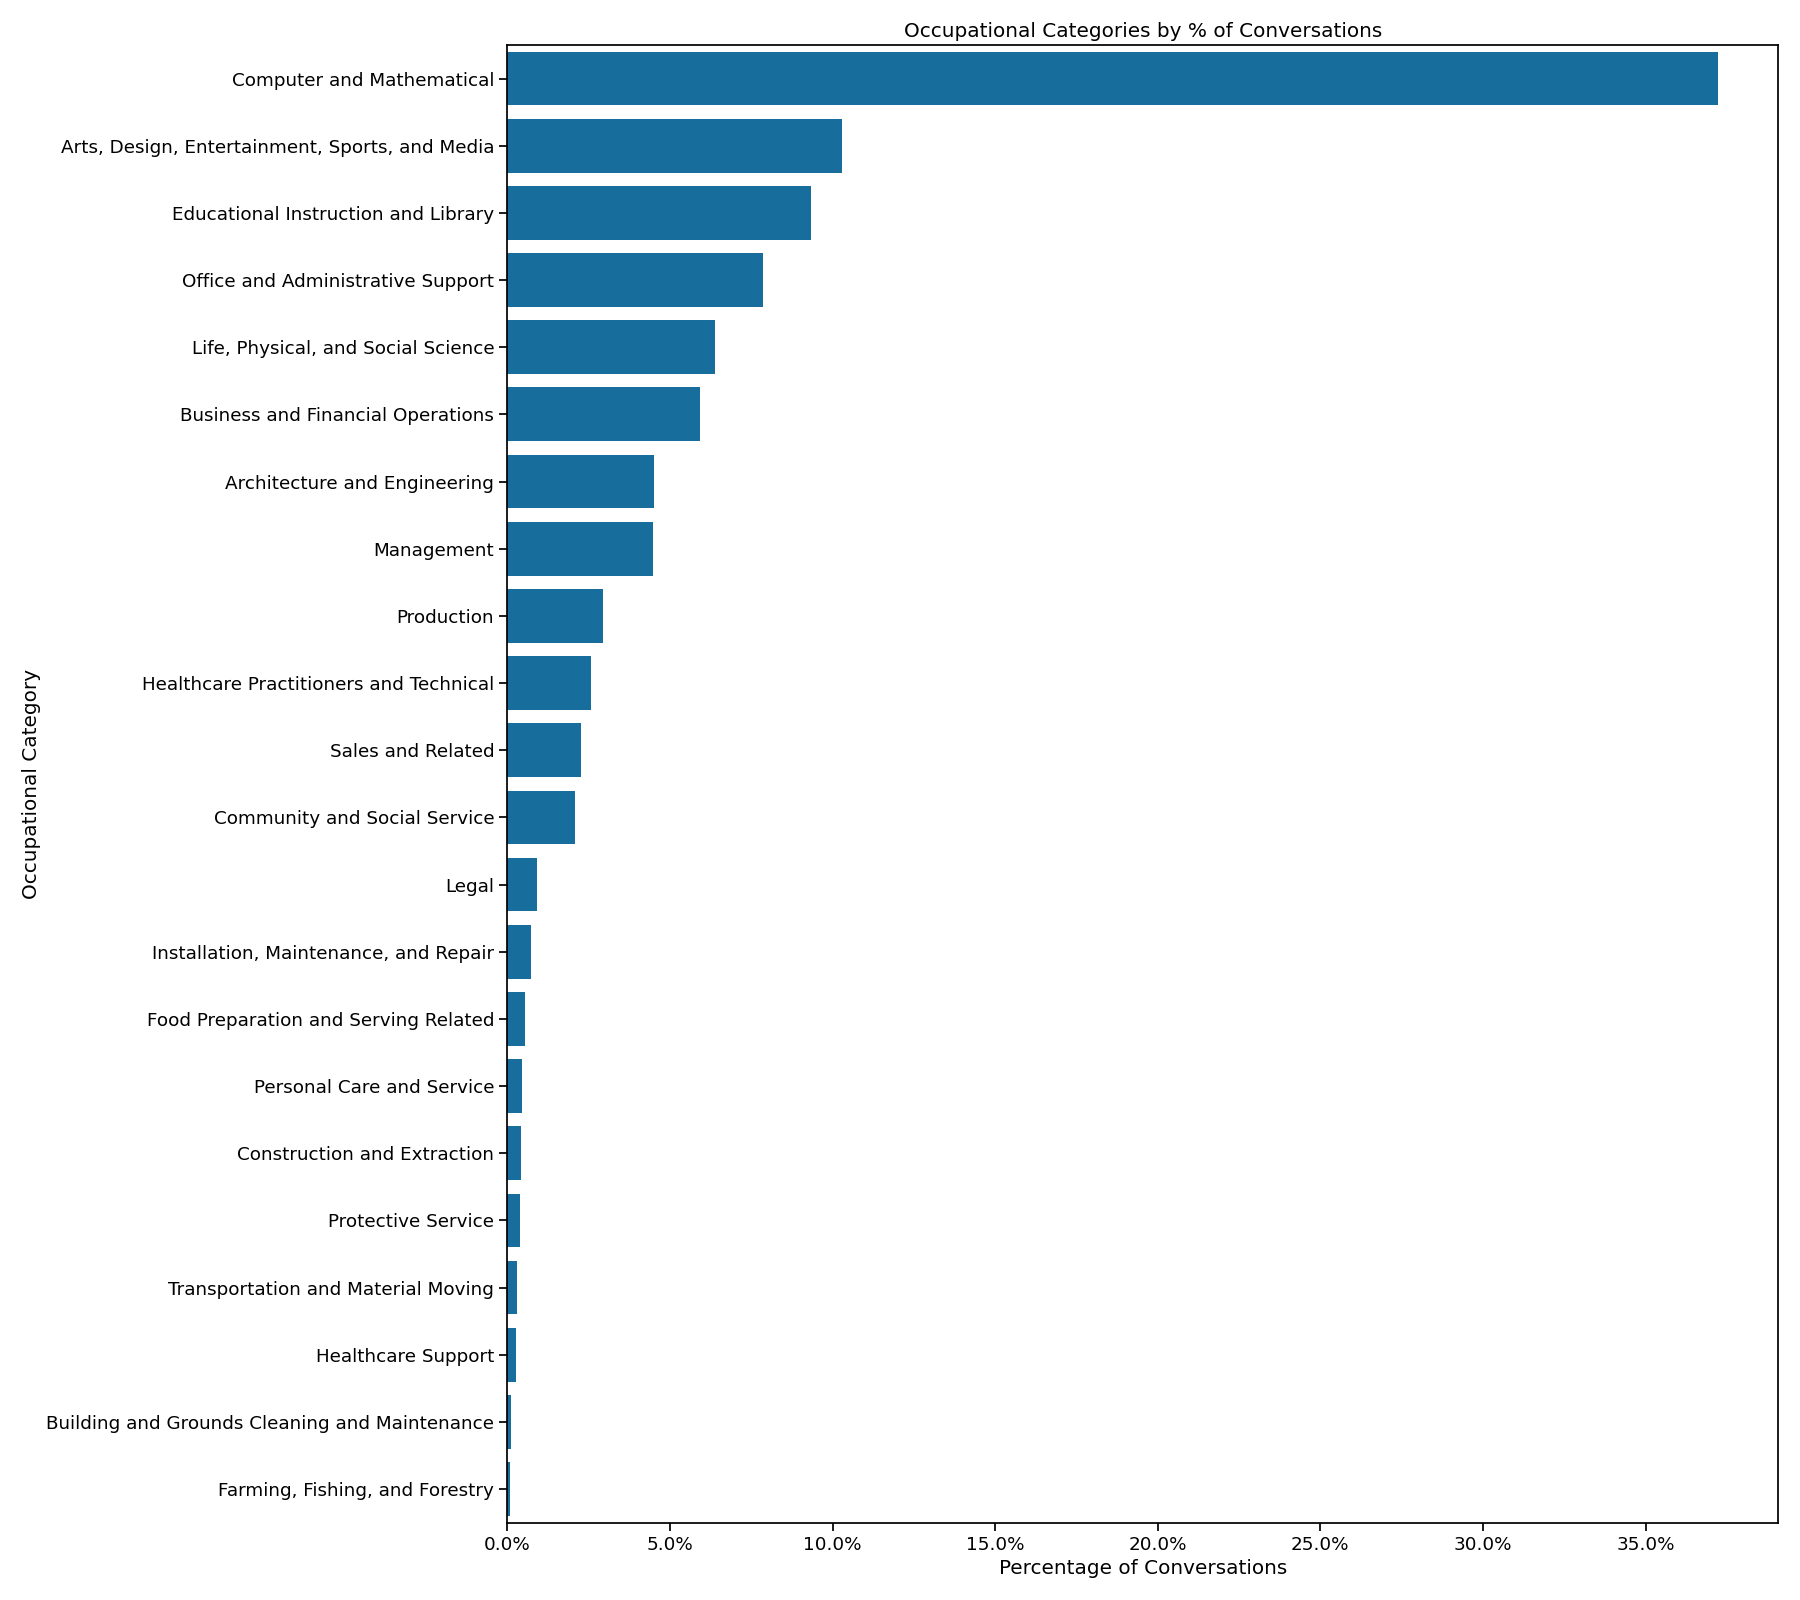 Occupational Categories by % of Conversations
Computer and Mathematical
Arts, Design, Entertainment, Sports, and Media
Educational Instruction and Library
Office and Administrative Support
Life, Physical, and Social Science
Business and Financial Operations
Architecture and Engineering
Management
Production
Healthcare Practitioners and Technical
Sales and Related
Community and Social Service
Legal
Installation, Maintenance, and Repair
Food Preparation and Serving Related
Personal Care and Service
Construction and Extraction
Protective Service
Transportation and Material Moving
Healthcare Support
Building and Grounds Cleaning and Maintenance
Farming, Fishing, and Forestry
Occupational Category
0.0% 5.0% 10.0% 15.0% 20.0% 25.0% 30.0% 35.0%
Percentage of Conversations